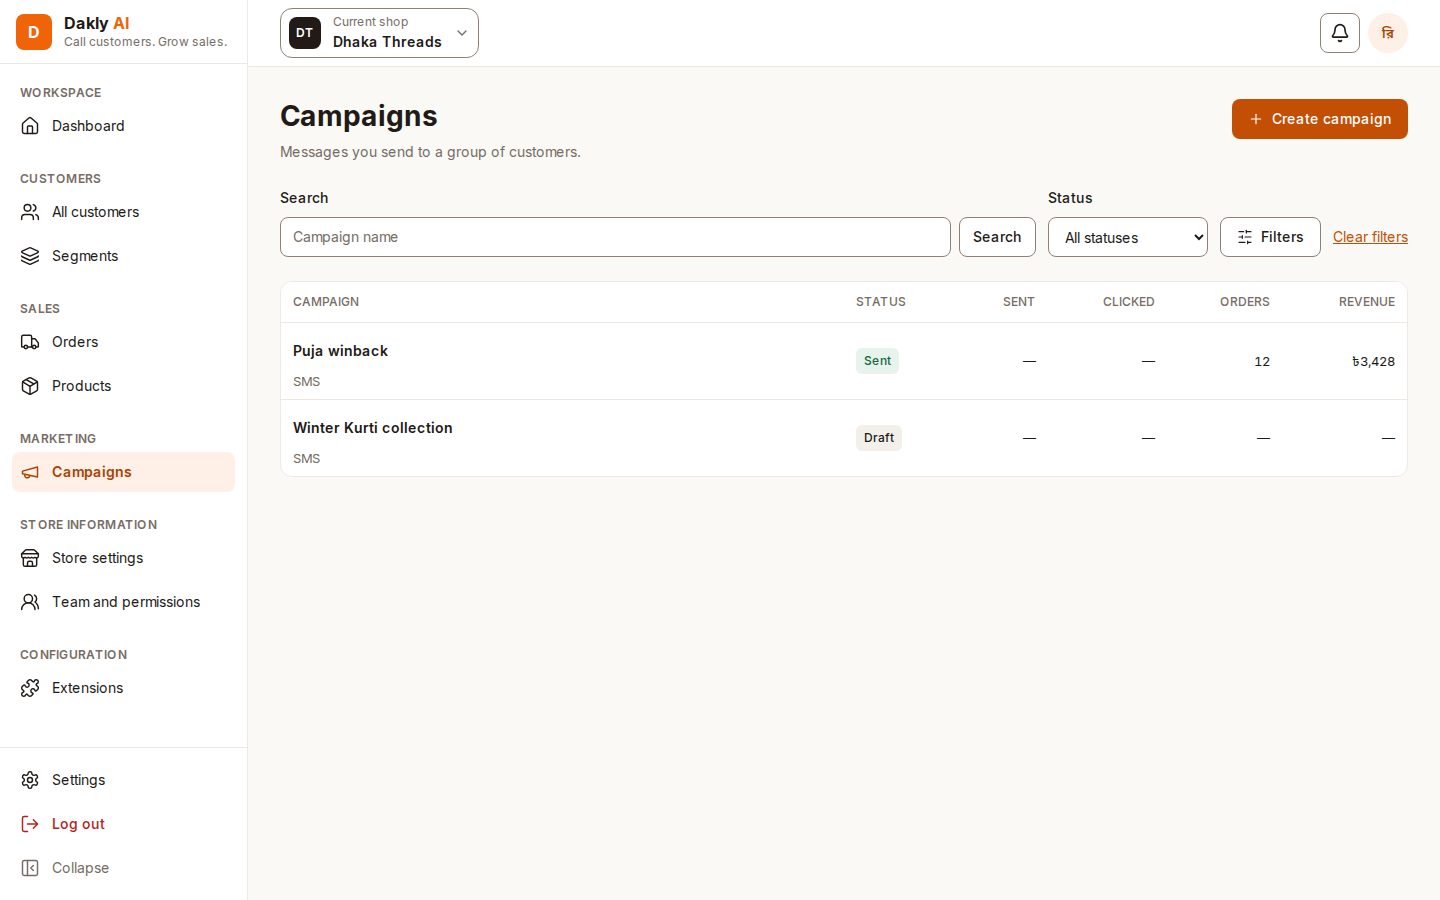 D
Dakly AI
Call customers. Grow sales.
DT
Current shop
Dhaka Threads
রি
WORKSPACE
Dashboard
CUSTOMERS
All customers
Segments
SALES
Orders
Products
MARKETING
Campaigns
STORE INFORMATION
Store settings
Team and permissions
CONFIGURATION
Extensions
Settings
Log out
Collapse
Campaigns
Messages you send to a group of customers.
+ Create campaign
Search
Status
Campaign name
Search
All statuses
Filters
Clear filters
CAMPAIGN STATUS SENT CLICKED ORDERS REVENUE
Puja winback
SMS
Sent — — 12 ৳3,428
Winter Kurti collection
SMS
Draft — — — —